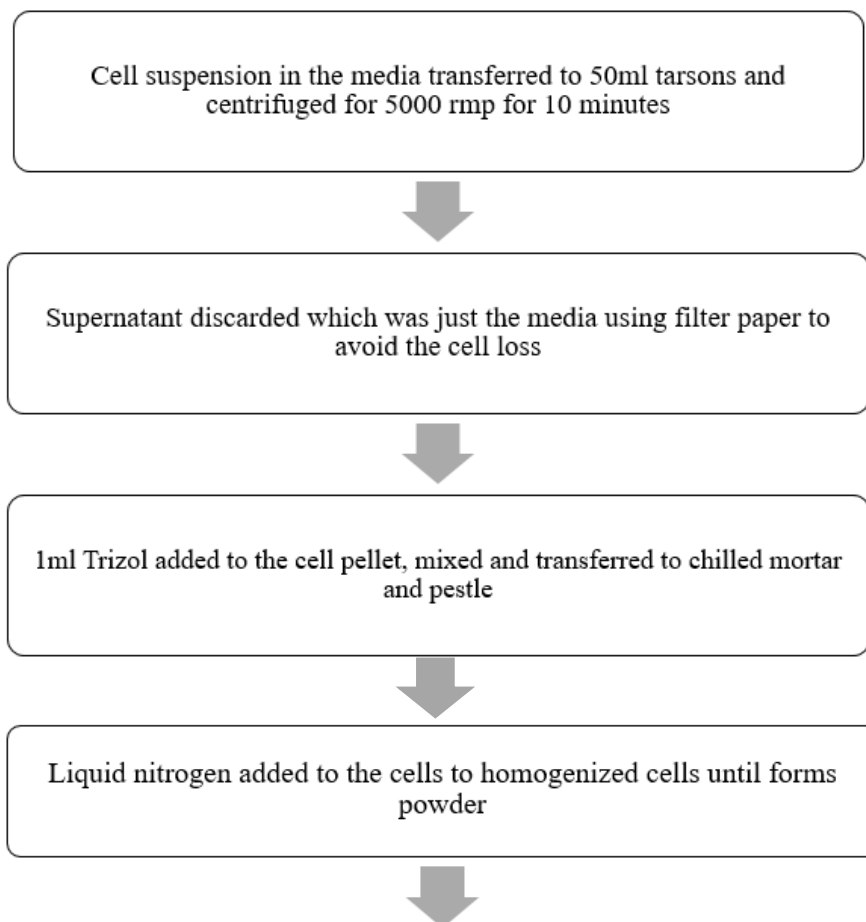 Cell suspension in the media transferred to 50ml tarsons and
centrifuged for 5000 rmp for 10 minutes
Supernatant discarded which was just the media using filter paper to
avoid the cell loss
1ml Trizol added to the cell pellet, mixed and transferred to chilled mortar
and pestle
Liquid nitrogen added to the cells to homogenized cells until forms
powder